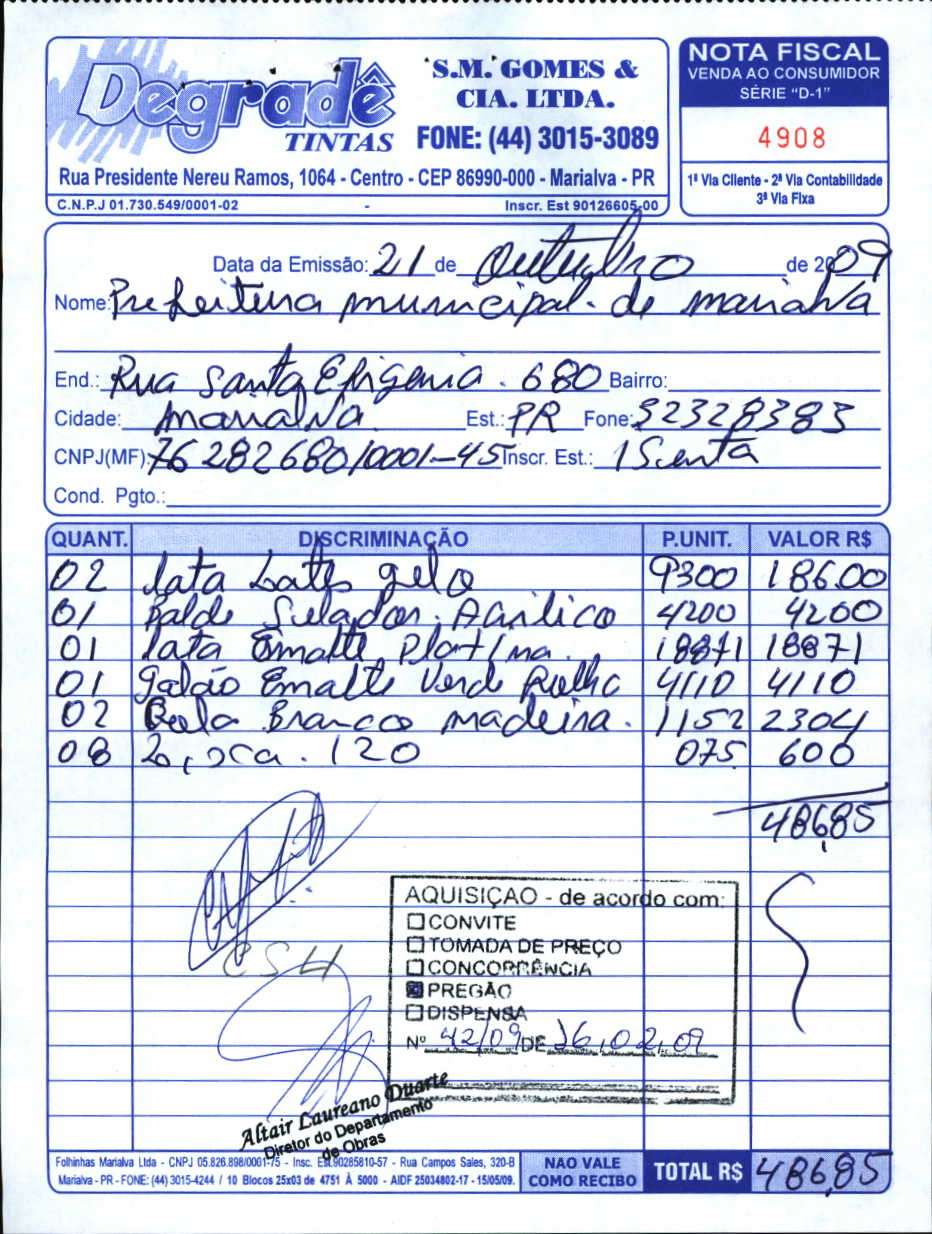 Degradê
TINTAS
S.M. GOMES &
CIA. LTDA.
FONE: (44) 3015-3089
Rua Presidente Nereu Ramos, 1064 - Centro - CEP 86990-000 - Marialva - PR
C.N.P.J 01.730.549/0001-02 - Inscr. Est 90126605-00
NOTA FISCAL
VENDA AO CONSUMIDOR
SÉRIE "D-1"
4908
1ª Via Cliente - 2ª Via Contabilidade
3ª Via Fixa
Data da Emissão: 21 de Outubro de 2009
Nome: Prefeitura municipal de marialva
End.: Rua Santa Efigenia . 680 Bairro:
Cidade: marialva Est.: PR Fone: 32328383
CNPJ(MF): 76 282680/0001-45 Inscr. Est.: ISenta
Cond. Pgto.:
QUANT. DISCRIMINAÇÃO P.UNIT. VALOR R$
02 lata Latex gelo 9300 186.00
01 Balde Selador Acrilico 4200 4200
01 lata Esmalte Platina 18871 18871
01 Galão Esmalte Verde folha 4110 4110
02 Branco madeira. 1152 2304
08 Lixa. 120 075 600
486,85
CSH
AQUISIÇAO - de acordo com:
CONVITE
TOMADA DE PREÇO
CONCORRÊNCIA
PREGÃO
DISPENSA
Nº 42/09 DE 16,02,09
Altair Laureano Duarte
Diretor do Departamento
de Obras
Folhinhas Marialva Ltda - CNPJ 05.826.898/0001-75 - Insc. Est.90285810-57 - Rua Campos Sales, 320-B
Marialva - PR - FONE: (44) 3015-4244 / 10 Blocos 25x03 de 4751 À 5000 - AIDF 25034802-17 - 15/05/09.
NAO VALE
COMO RECIBO
TOTAL R$ 486,85